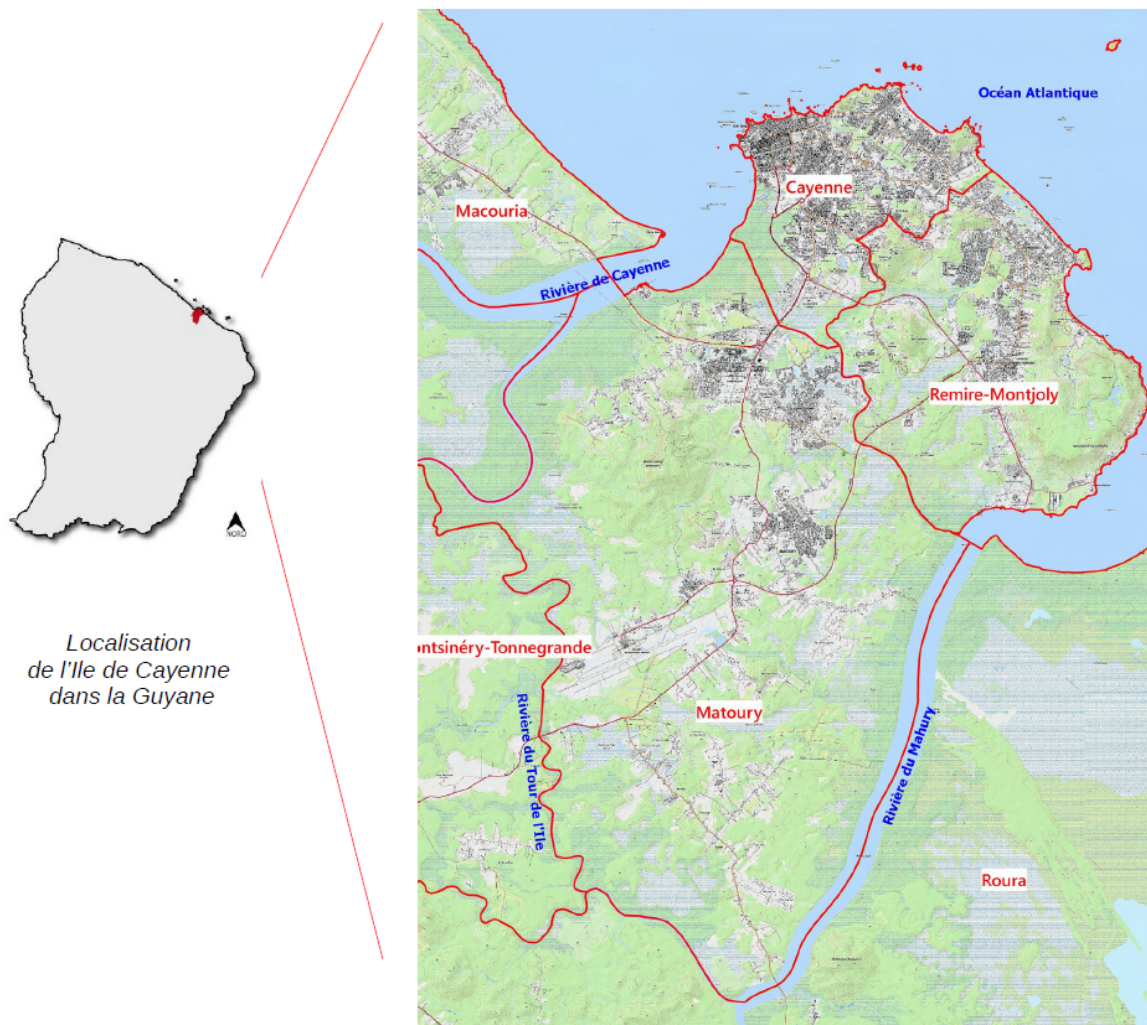 Océan Atlantique
Cayenne
Macouria
Rivière de Cayenne
Remire-Montjoly
NORD
Localisation
de l'Ile de Cayenne
dans la Guyane
ontsinéry-Tonnegrande
Rivière du Tour de l'Ile
Matoury
Rivière du Mahury
Roura